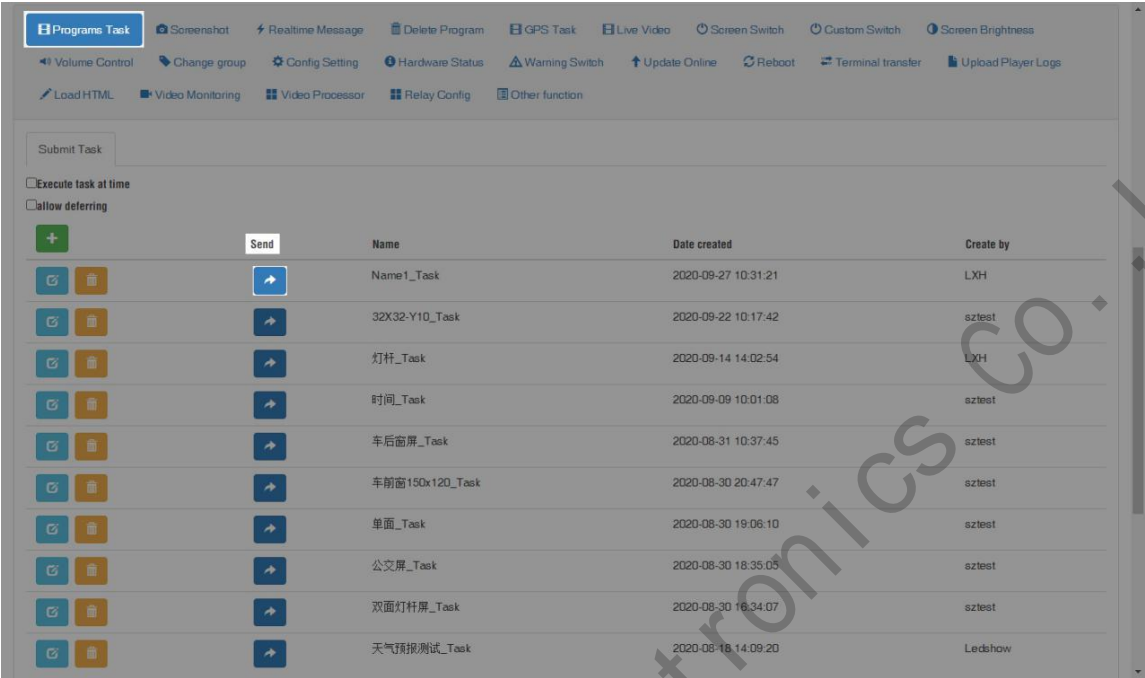 Programs Task Screenshot Realtime Message Delete Program GPS Task Live Video Screen Switch Custom Switch Screen Brightness
Volume Control Change group Config Setting Hardware Status Warning Switch Update Online Reboot Terminal transfer Upload Player Logs
Load HTML Video Monitoring Video Processor Relay Config Other function
Submit Task
Execute task at time
allow deferring
Send Name Date created Create by
Name1_Task 2020-09-27 10:31:21 LXH
32X32-Y10_Task 2020-09-22 10:17:42 sztest
灯杆_Task 2020-09-14 14:02:54 LXH
时间_Task 2020-09-09 10:01:08 sztest
车后窗屏_Task 2020-08-31 10:37:45 sztest
车前窗150x120_Task 2020-08-30 20:47:47 sztest
单面_Task 2020-08-30 19:06:10 sztest
公交屏_Task 2020-08-30 18:35:05 sztest
双面灯杆屏_Task 2020-08-30 16:34:07 sztest
天气预报测试_Task 2020-08-18 14:09:20 Ledshow
tronics Co.